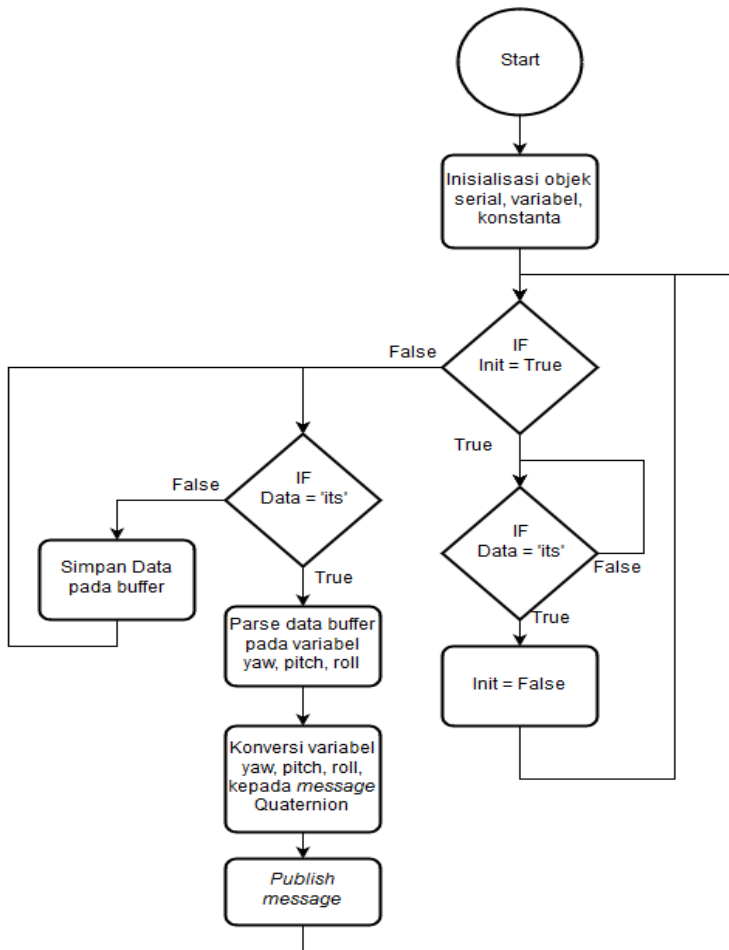 Start
Inisialisasi objek
serial, variabel,
konstanta
IF
Init = True
False
True
IF
Data = 'its'
False
True
Simpan Data
pada buffer
IF
Data = 'its'
False
True
Parse data buffer
pada variabel
yaw, pitch, roll
Init = False
Konversi variabel
yaw, pitch, roll,
kepada message
Quaternion
Publish
message